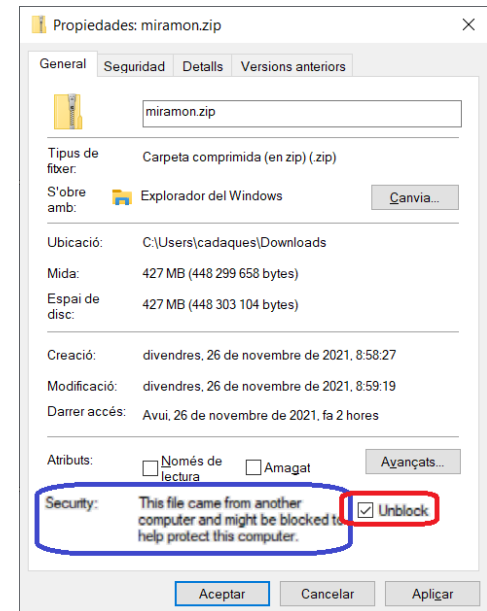 Propiedades: miramon.zip
General Seguridad Detalls Versions anteriors
miramon.zip
Tipus de
fitxer:
Carpeta comprimida (en zip) (.zip)
S'obre
amb:
Explorador del Windows
Canvia...
Ubicació: C:\Users\cadaques\Downloads
Mida: 427 MB (448 299 658 bytes)
Espai de
disc:
427 MB (448 303 104 bytes)
Creació: divendres, 26 de novembre de 2021, 8:58:27
Modificació: divendres, 26 de novembre de 2021, 8:59:19
Darrer accés: Avui, 26 de novembre de 2021, fa 2 hores
Atributs:
Només de
lectura
Amagat
Avançats...
Security:
This file came from another
computer and might be blocked to
help protect this computer.
Unblock
Aceptar Cancelar Apliçar